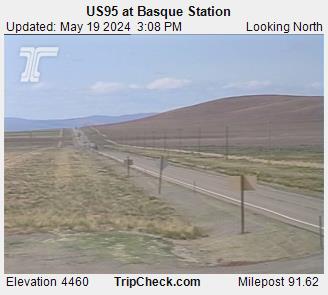 US95 at Basque Station
Updated: May 19 2024 3:08 PM Looking North
Elevation 4460 TripCheck.com Milepost 91.62